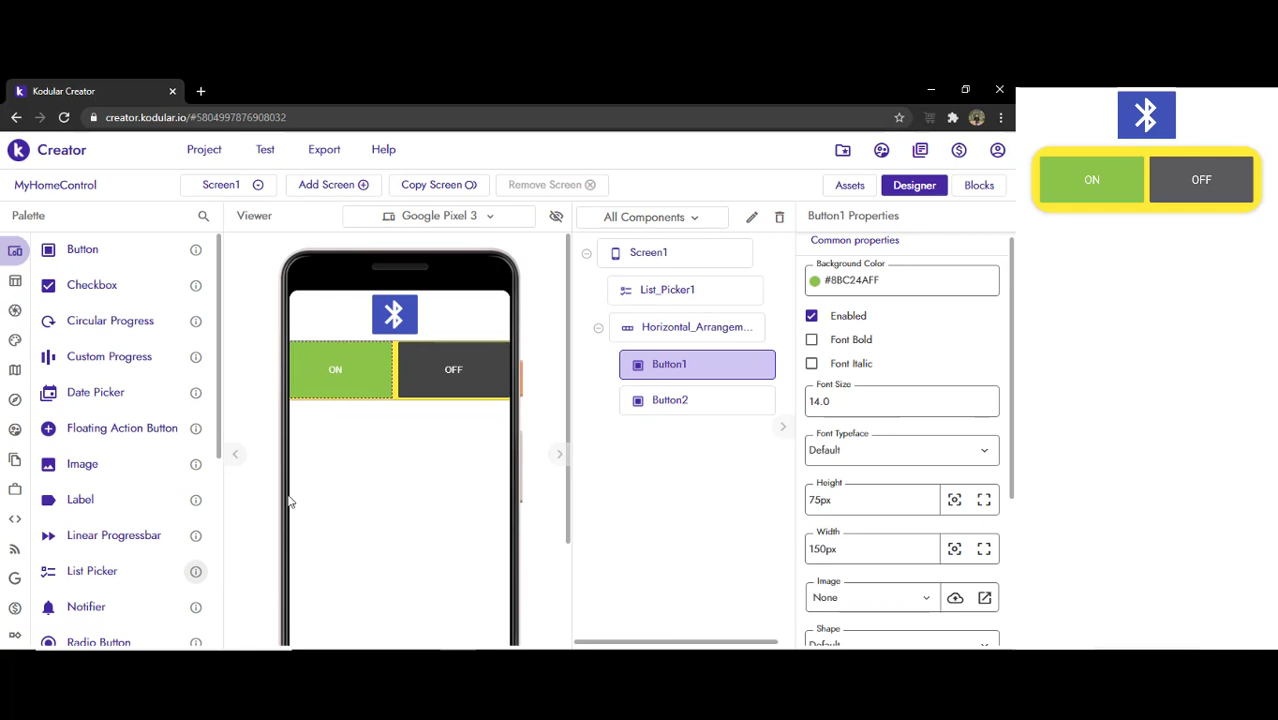 Kodular Creator
creator.kodular.io/#5804997876908032
Creator
Project
Test
Export
Help
MyHomeControl
Screen1
Add Screen
Copy Screen
Remove Screen
Assets
Designer
Blocks
Palette
Button
Checkbox
Circular Progress
Custom Progress
Date Picker
Floating Action Button
Image
Label
Linear Progressbar
List Picker
Notifier
Radio Button
Viewer
Google Pixel 3
ON
OFF
All Components
Screen1
List_Picker1
Horizontal_Arrangem...
Button1
Button2
Button1 Properties
Common properties
Background Color
#8BC24AFF
Enabled
Font Bold
Font Italic
Font Size
14.0
Font Typeface
Default
Height
75px
Width
150px
Image
None
Shape
Default
ON
OFF